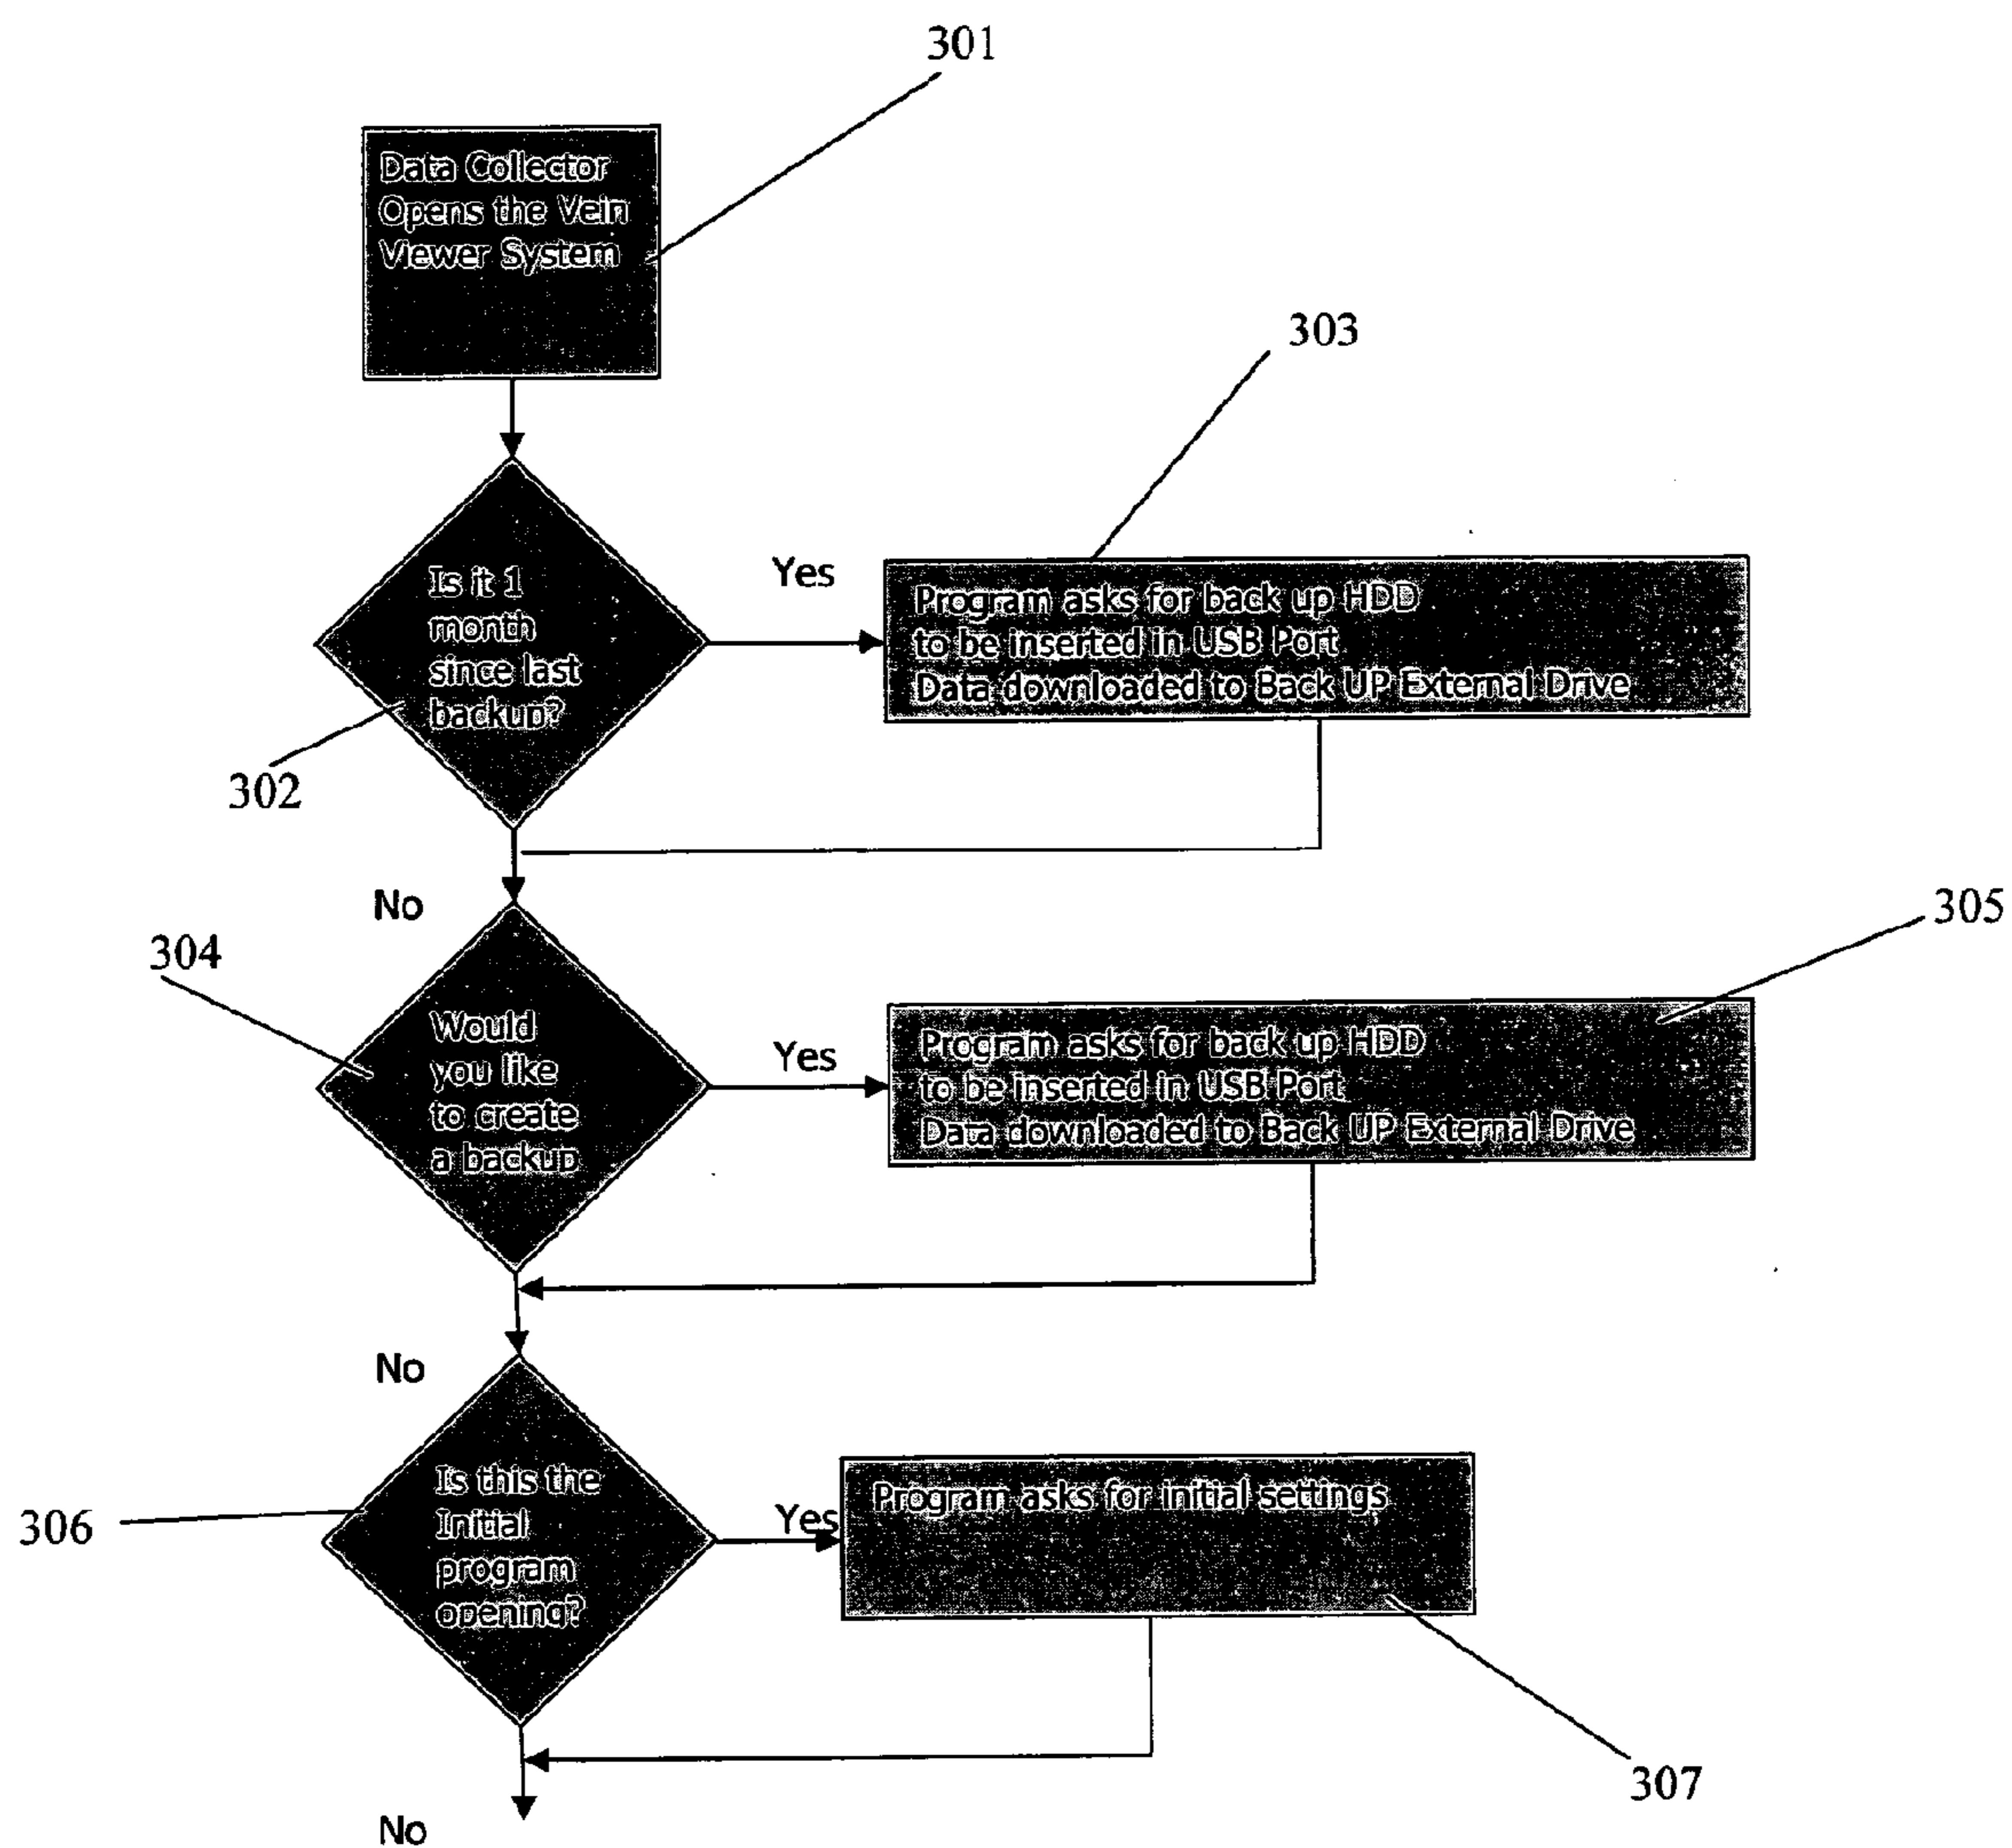 301
Data Collector
Opens the Vein
Viewer System
303
Is it 1
month
since last
backup?
Yes
Program asks for back up HDD
to be inserted in USB Port
Data downloaded to Back UP External Drive
302
No
304
305
Would
you like
to create
a backup
Yes
Program asks for back up HDD
to be inserted in USB Port
Data downloaded to Back UP External Drive
No
306
Is this the
Initial
program
opening?
Yes
Program asks for initial settings
307
No